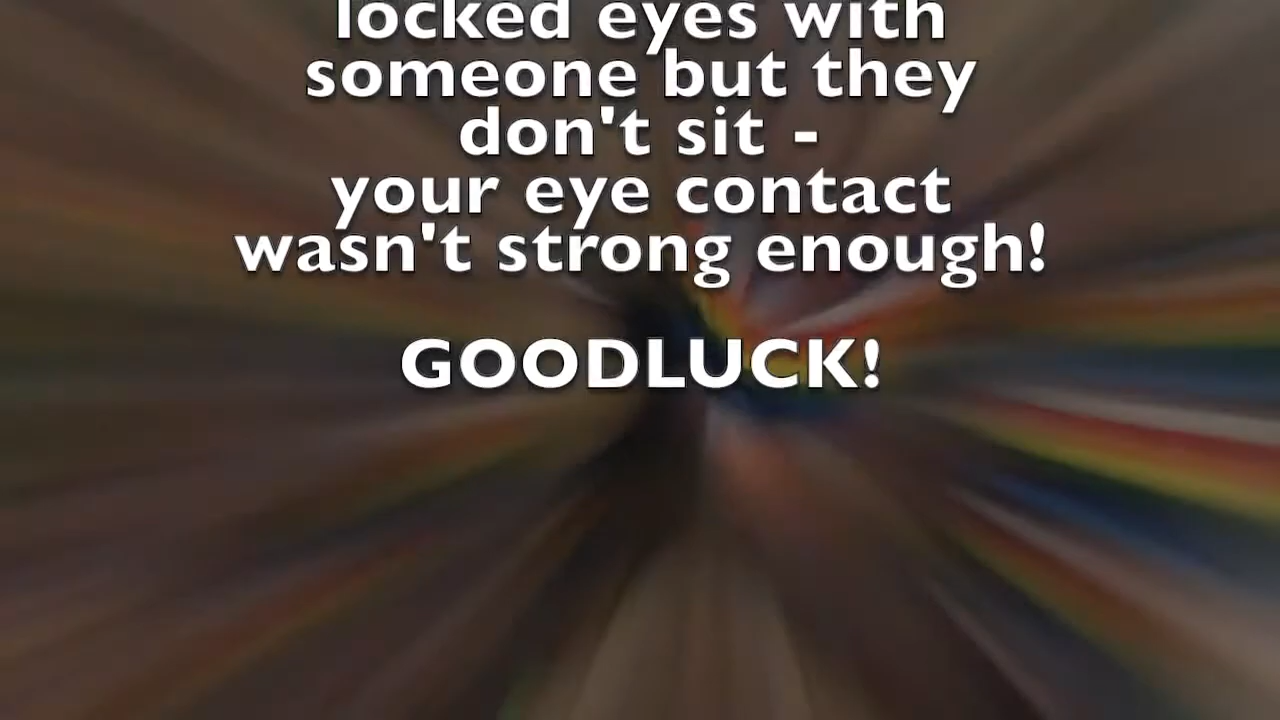 locked eyes with
someone but they
don't sit -
your eye contact
wasn't strong enough!
GOODLUCK!